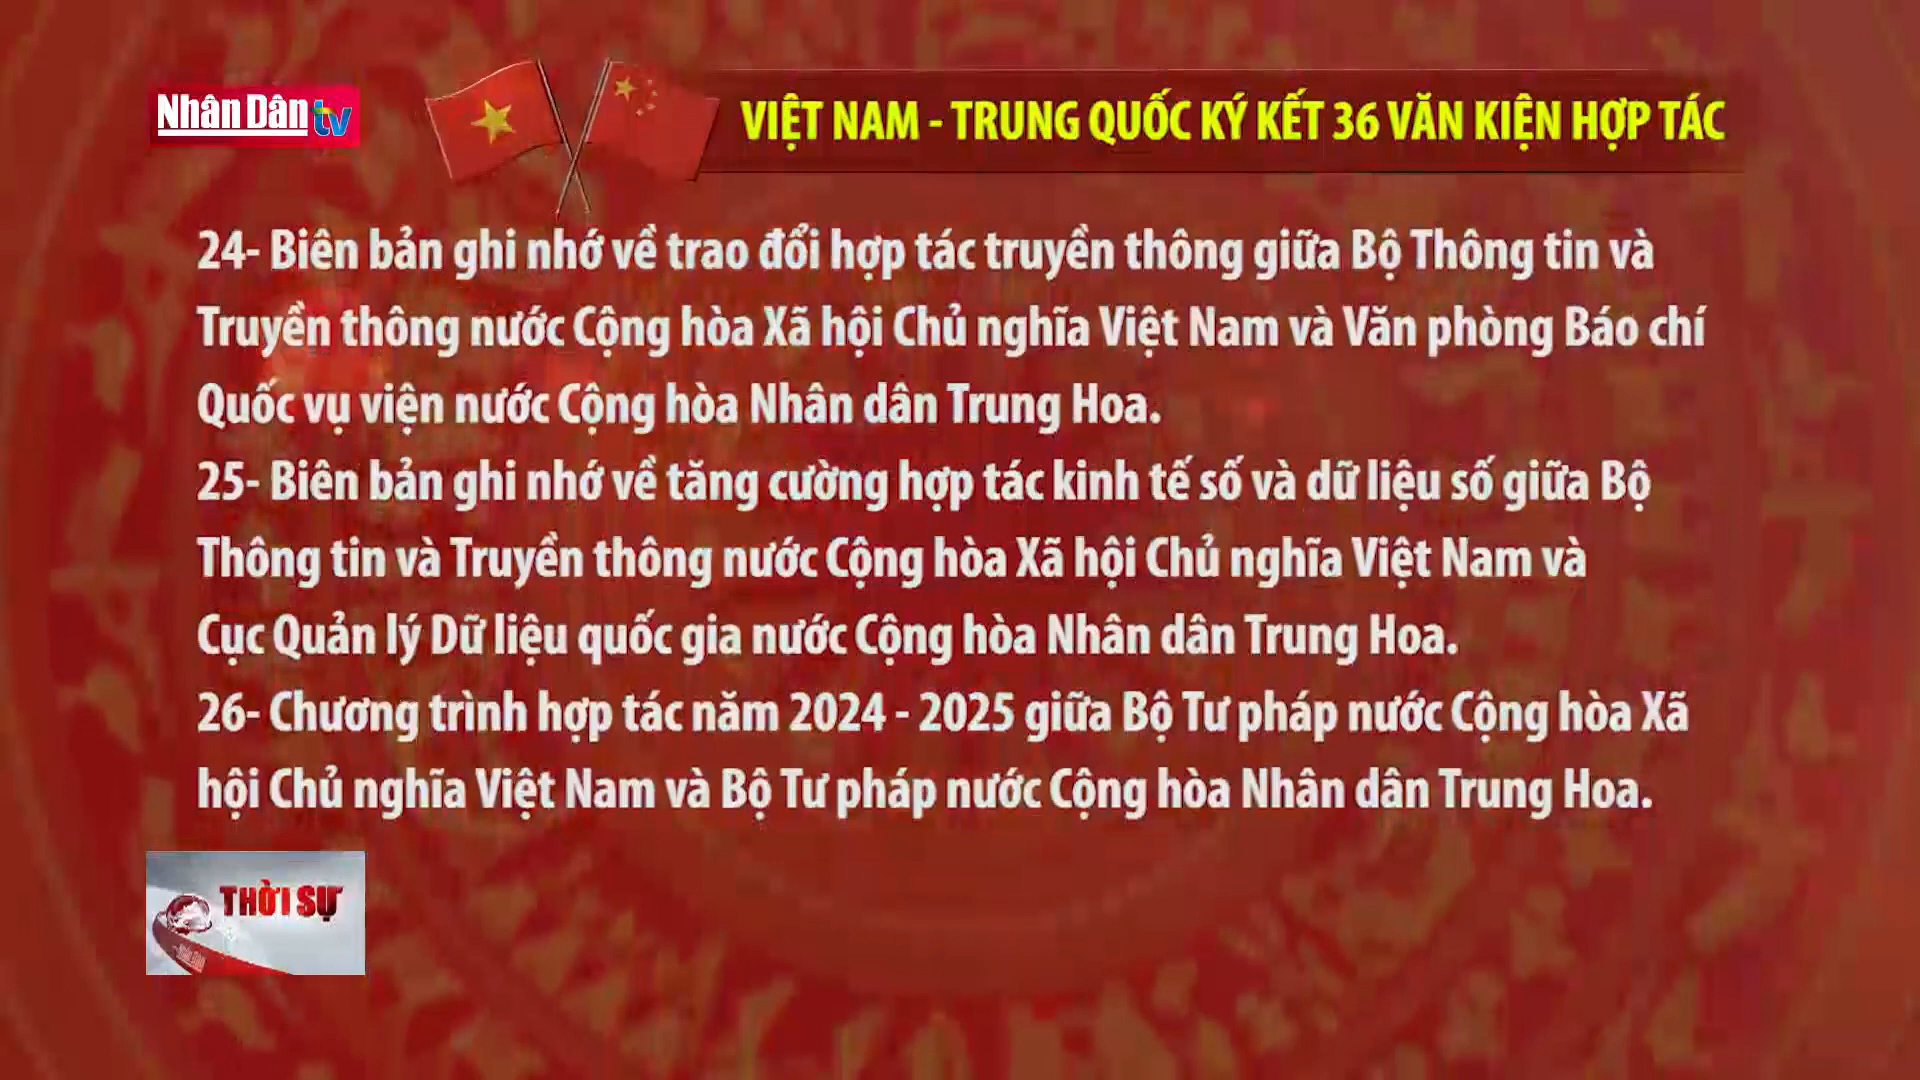 Nhân Dân tv
VIỆT NAM - TRUNG QUỐC KÝ KẾT 36 VĂN KIỆN HỢP TÁC
24- Biên bản ghi nhớ về trao đổi hợp tác truyền thông giữa Bộ Thông tin và
Truyền thông nước Cộng hòa Xã hội Chủ nghĩa Việt Nam và Văn phòng Báo chí
Quốc vụ viện nước Cộng hòa Nhân dân Trung Hoa.
25- Biên bản ghi nhớ về tăng cường hợp tác kinh tế số và dữ liệu số giữa Bộ
Thông tin và Truyền thông nước Cộng hòa Xã hội Chủ nghĩa Việt Nam và
Cục Quản lý Dữ liệu quốc gia nước Cộng hòa Nhân dân Trung Hoa.
26- Chương trình hợp tác năm 2024 - 2025 giữa Bộ Tư pháp nước Cộng hòa Xã
hội Chủ nghĩa Việt Nam và Bộ Tư pháp nước Cộng hòa Nhân dân Trung Hoa.
THỜI SỰ